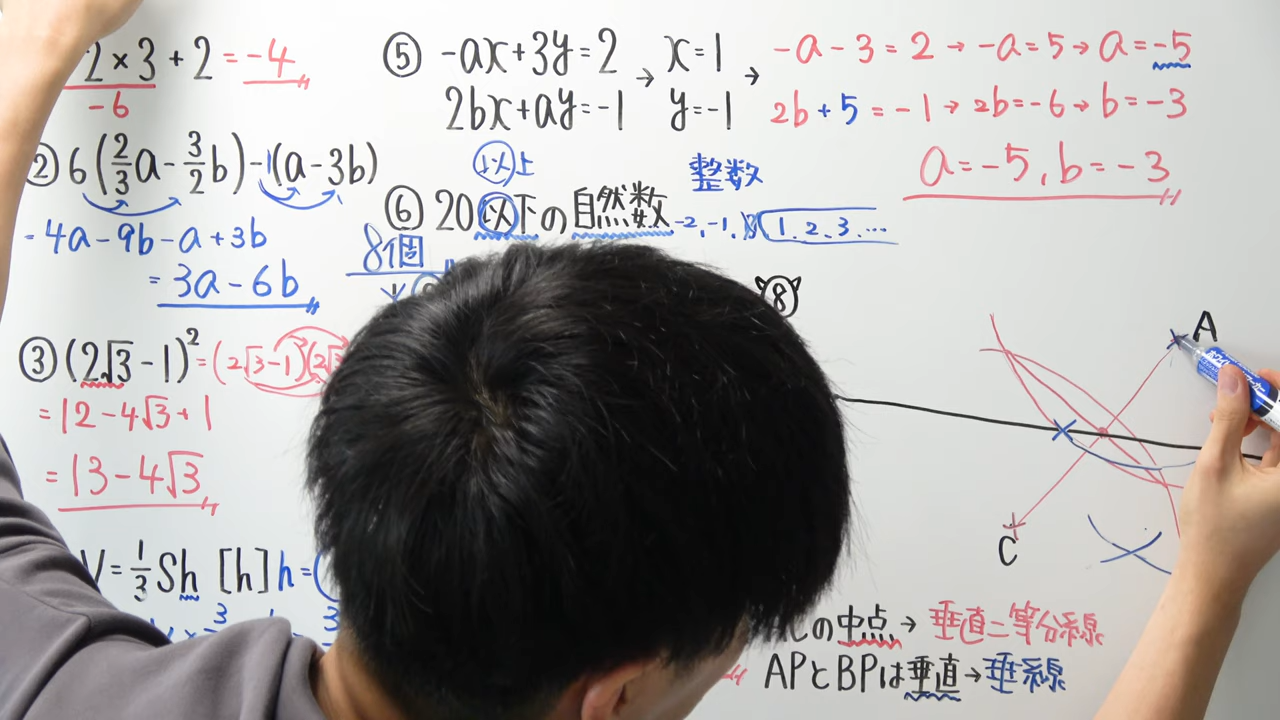 2×3+2=-4
-6
② 6(2/3a-3/2b)-1(a-3b)
=4a-9b-a+3b
=3a-6b
③ (2√3-1)²=(2√3-1)(2√3
=12-4√3+1
=13-4√3
V=1/3Sh [h] h=(
⑤ -ax+3y=2 → x=1 → -a-3=2→-a=5→a=-5
2bx+ay=-1 y=-1 2b+5=-1→2b=-6→b=-3
a=-5, b=-3
以上
整数
⑥ 20以下の自然数 -2,-1, 1.2.3...
8個
⑧
A
C
ACの中点→垂直二等分線
APとBPは垂直→垂線